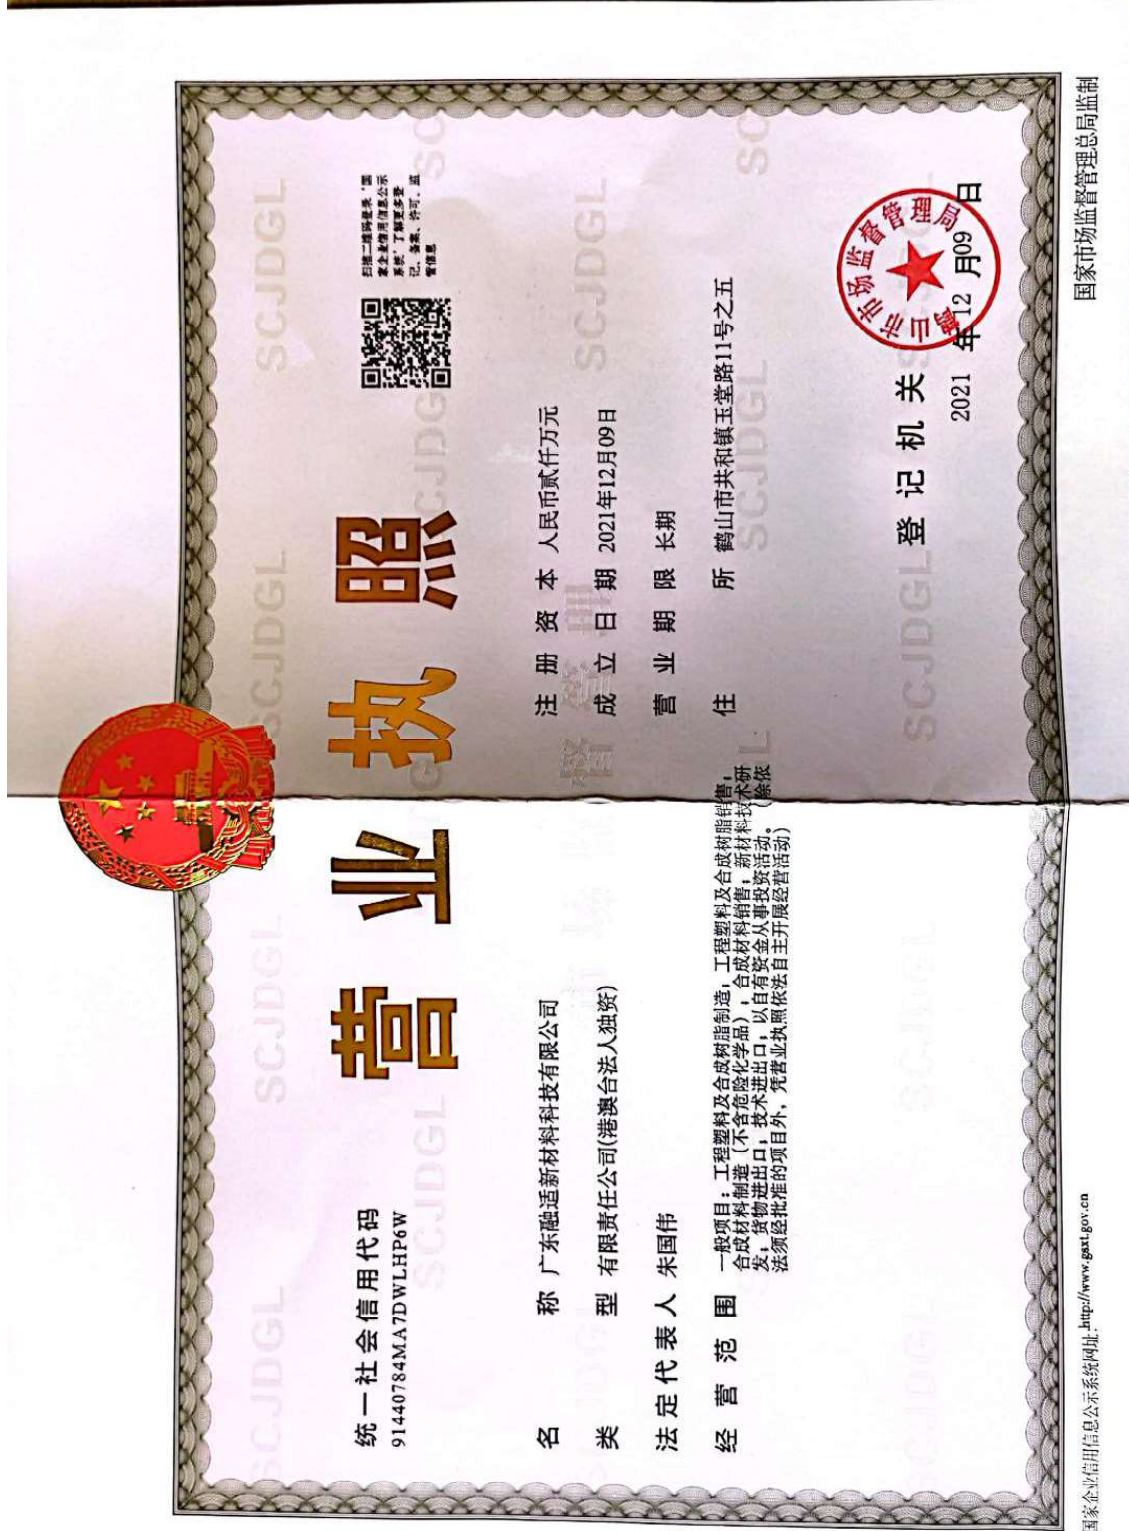 营业执照
统一社会信用代码
91440784MA7DWLHP6W
扫描二维码登录‘国
家企业信用信息公示
系统’了解更多登
记、备案、许可、监
管信息
名称 广东融适新材料科技有限公司
类型 有限责任公司(港澳台法人独资)
法定代表人 朱国伟
经营范围 一般项目：工程塑料及合成树脂制造；工程塑料及合成树脂销售；
合成材料制造（不含危险化学品）；合成材料销售；新材料技术研
发；货物进出口；技术进出口；以自有资金从事投资活动。（除依
法须经批准的项目外，凭营业执照依法自主开展经营活动）
注册资本 人民币贰仟万元
成立日期 2021年12月09日
营业期限 长期
住所 鹤山市共和镇玉堂路11号之五
登记机关
鹤山市市场监督管理局
2021年12月09日
国家企业信用信息公示系统网址:http://www.gsxt.gov.cn
国家市场监督管理总局监制
SCJDGL